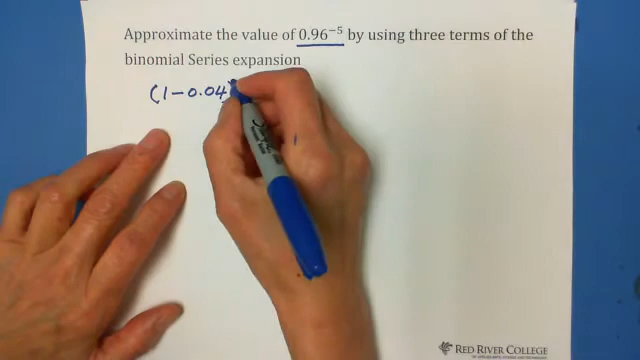 Approximate the value of 0.96⁻⁵ by using three terms of the
binomial Series expansion
(1 - 0.04)
RED RIVER COLLEGE